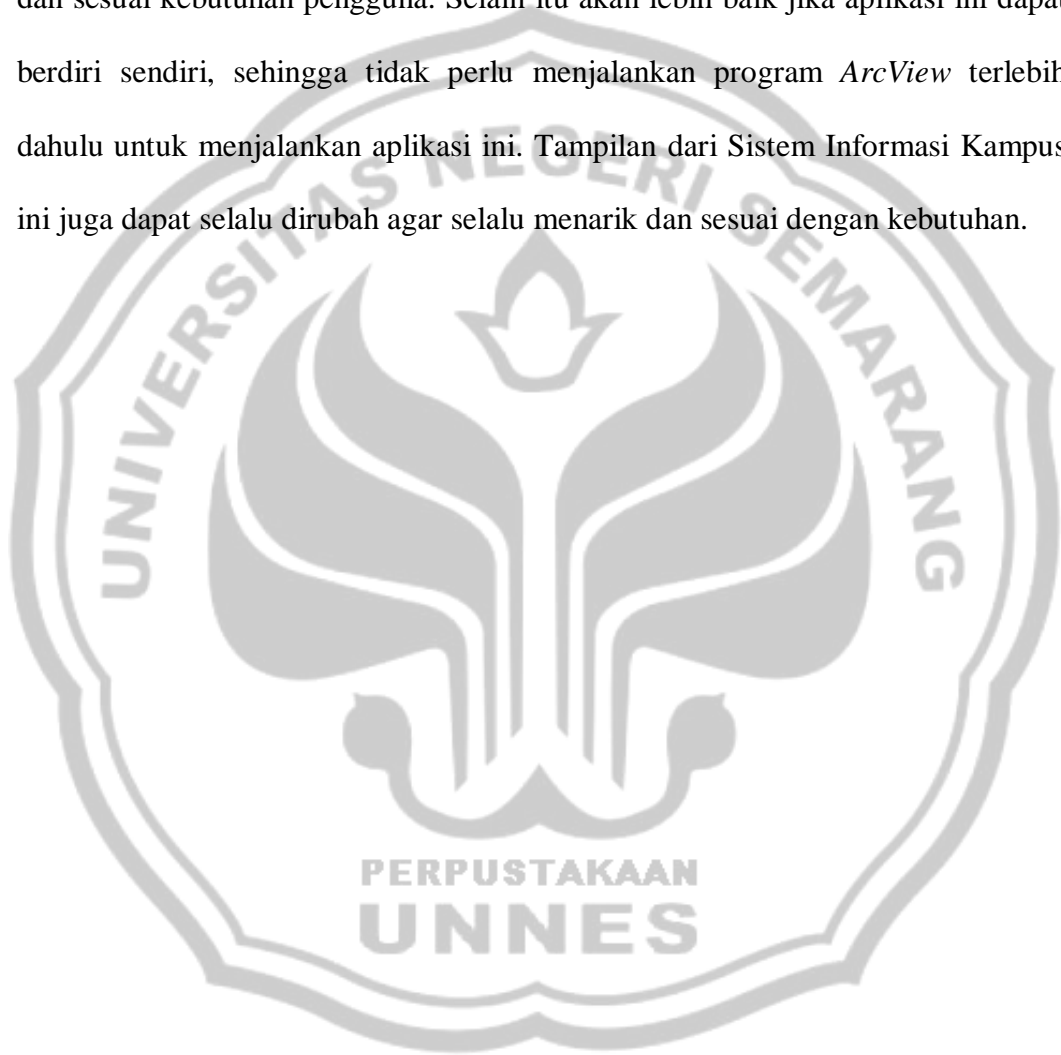 dan sesuai kebutuhan pengguna. Selain itu akan lebih baik jika aplikasi ini dapat
berdiri sendiri, sehingga tidak perlu menjalankan program ArcView terlebih
dahulu untuk menjalankan aplikasi ini. Tampilan dari Sistem Informasi Kampus
ini juga dapat selalu dirubah agar selalu menarik dan sesuai dengan kebutuhan.
UNIVERSITAS NEGERI SEMARANG
PERPUSTAKAAN
UNNES